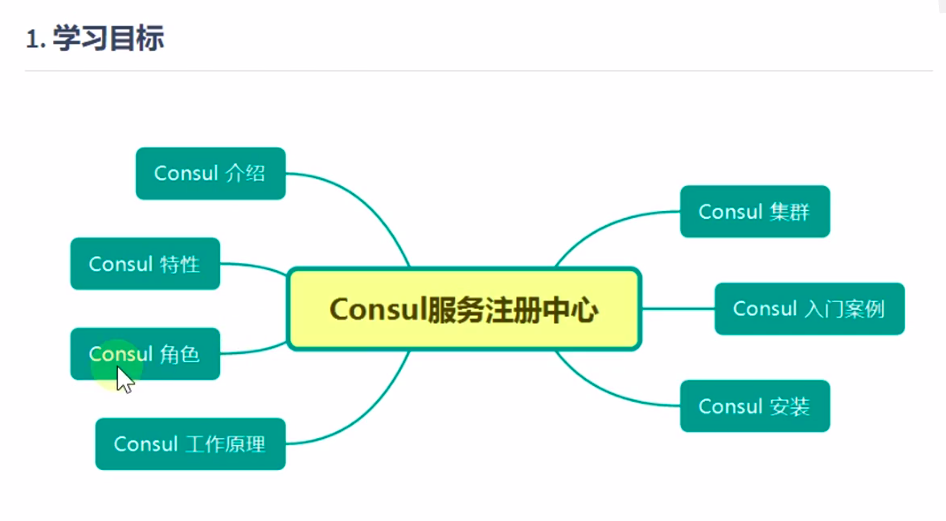 1. 学习目标
Consul 介绍
Consul 特性
Consul 角色
Consul 工作原理
Consul服务注册中心
Consul 集群
Consul 入门案例
Consul 安装